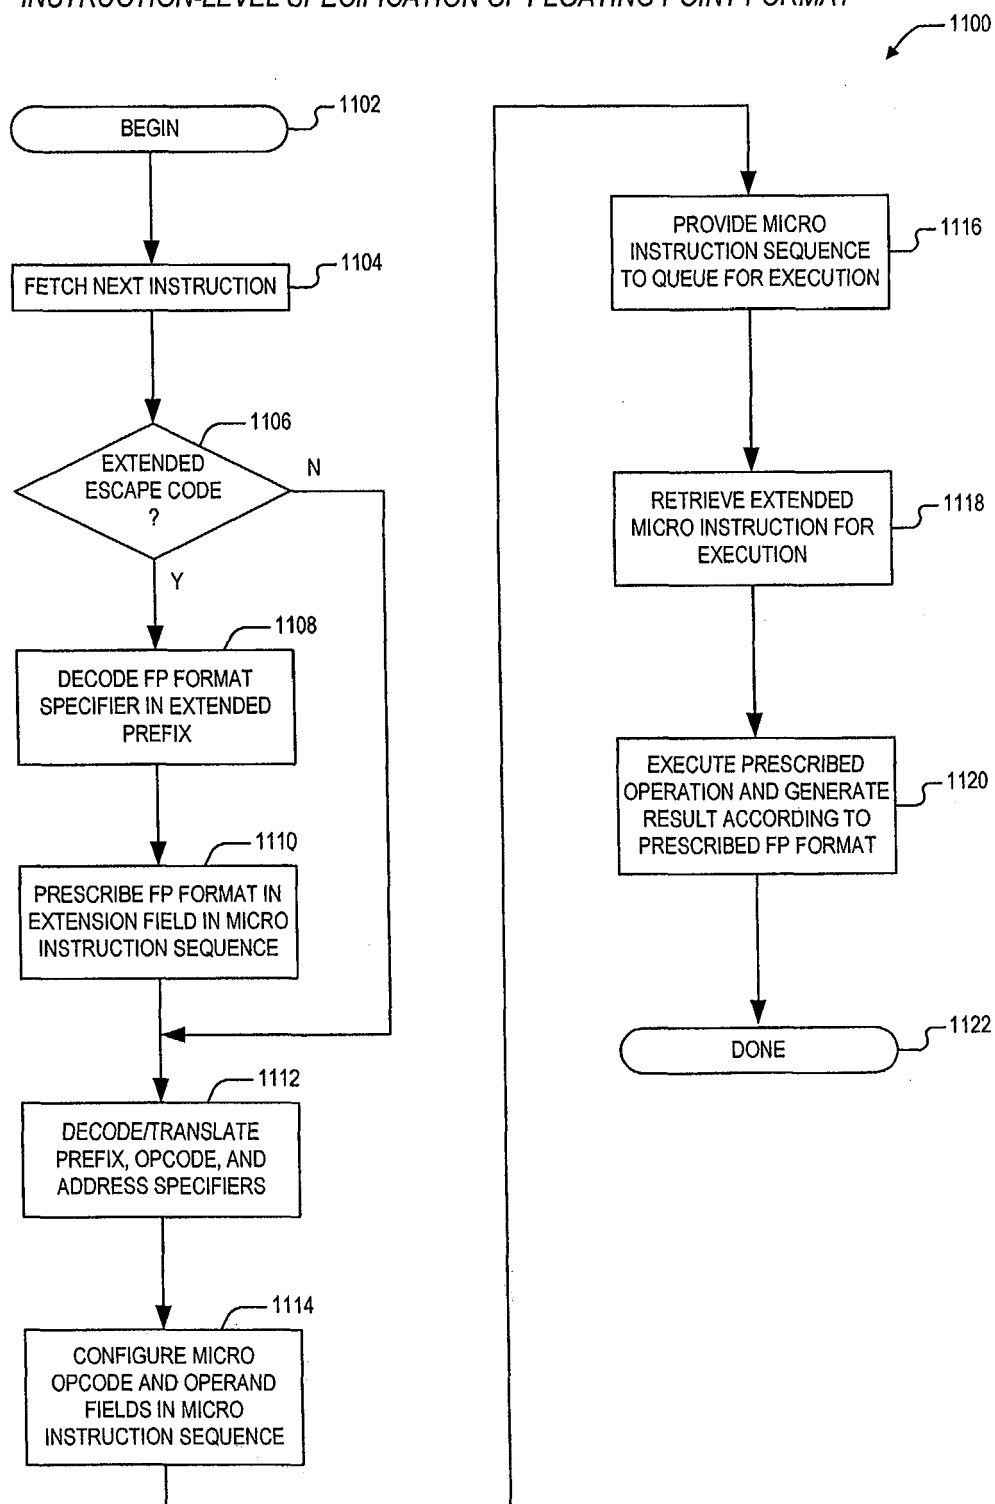 INSTRUCTION-LEVEL SPECIFICATION OF FLOATING POINT FORMAT
1100
BEGIN
1102
FETCH NEXT INSTRUCTION
1104
EXTENDED
ESCAPE CODE
?
1106
N
Y
DECODE FP FORMAT
SPECIFIER IN EXTENDED
PREFIX
1108
PRESCRIBE FP FORMAT IN
EXTENSION FIELD IN MICRO
INSTRUCTION SEQUENCE
1110
DECODE/TRANSLATE
PREFIX, OPCODE, AND
ADDRESS SPECIFIERS
1112
CONFIGURE MICRO
OPCODE AND OPERAND
FIELDS IN MICRO
INSTRUCTION SEQUENCE
1114
PROVIDE MICRO
INSTRUCTION SEQUENCE
TO QUEUE FOR EXECUTION
1116
RETRIEVE EXTENDED
MICRO INSTRUCTION FOR
EXECUTION
1118
EXECUTE PRESCRIBED
OPERATION AND GENERATE
RESULT ACCORDING TO
PRESCRIBED FP FORMAT
1120
DONE
1122